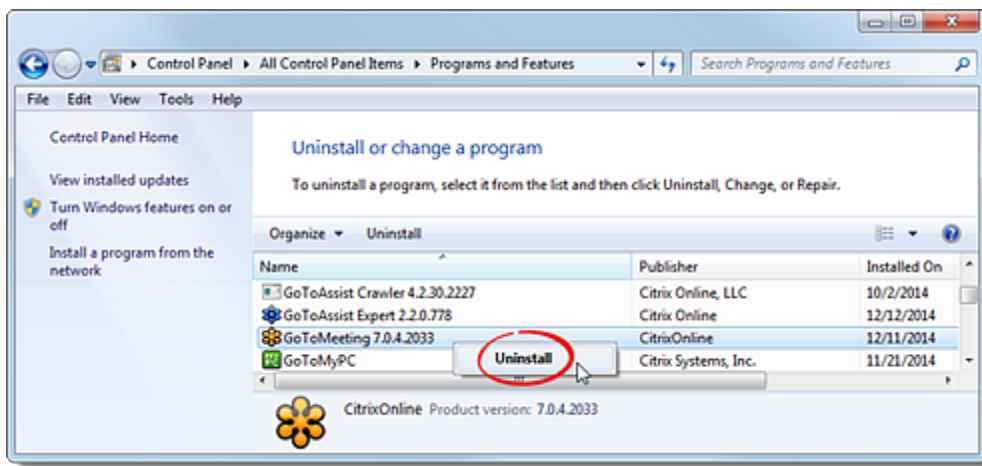 Control Panel ▸ All Control Panel Items ▸ Programs and Features
Search Programs and Features
File Edit View Tools Help
Control Panel Home
View installed updates
Turn Windows features on or
off
Install a program from the
network
Uninstall or change a program
To uninstall a program, select it from the list and then click Uninstall, Change, or Repair.
Organize Uninstall
Name Publisher Installed On
GoToAssist Crawler 4.2.30.2227 Citrix Online, LLC 10/2/2014
GoToAssist Expert 2.2.0.778 Citrix Online 12/12/2014
GoToMeeting 7.0.4.2033 CitrixOnline 12/11/2014
GoToMyPC Citrix Systems, Inc. 11/21/2014
Uninstall
CitrixOnline Product version: 7.0.4.2033